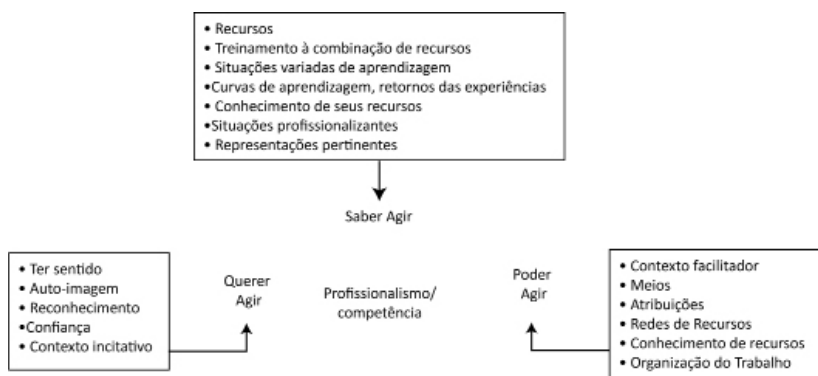 • Recursos
• Treinamento à combinação de recursos
• Situações variadas de aprendizagem
•Curvas de aprendizagem, retornos das experiências
• Conhecimento de seus recursos
•Situações profissionalizantes
• Representações pertinentes
Saber Agir
• Ter sentido
• Auto-imagem
• Reconhecimento
•Confiança
• Contexto incitativo
Querer
Agir
Profissionalismo/
competência
Poder
Agir
• Contexto facilitador
• Meios
• Atribuições
• Redes de Recursos
• Conhecimento de recursos
• Organização do Trabalho